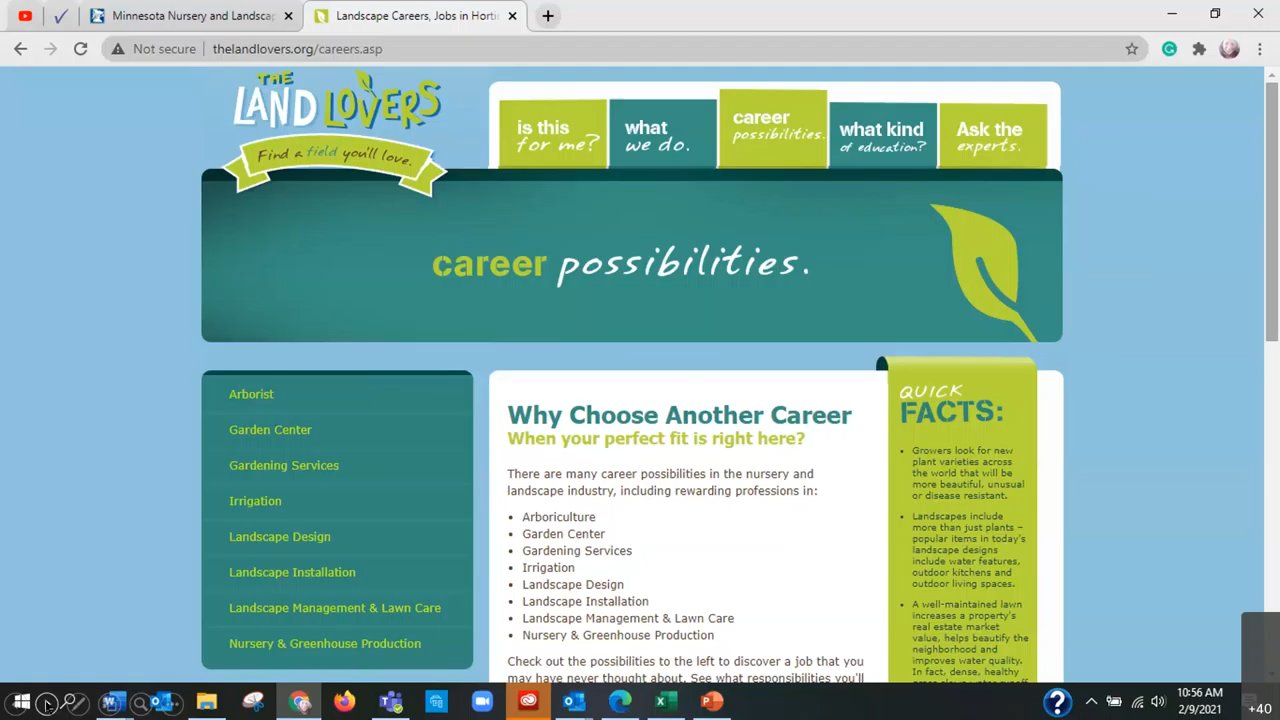 Minnesota Nursery and Landscap
Landscape Careers, Jobs in Horti
Not secure
thelandlovers.org/careers.asp
THE
LAND LOVERS
Find a field you'll love.
is this
for me?
what
we do.
career
possibilities.
what kind
of education?
Ask the
experts.
career possibilities.
Arborist
Garden Center
Gardening Services
Irrigation
Landscape Design
Landscape Installation
Landscape Management & Lawn Care
Nursery & Greenhouse Production
Why Choose Another Career
When your perfect fit is right here?
There are many career possibilities in the nursery and
landscape industry, including rewarding professions in:
• Arboriculture
• Garden Center
• Gardening Services
• Irrigation
• Landscape Design
• Landscape Installation
• Landscape Management & Lawn Care
• Nursery & Greenhouse Production
Check out the possibilities to the left to discover a job that you
may have never thought about. See what responsibilities you'll
QUICK
FACTS:
• Growers look for new
plant varieties across
the world that will be
more beautiful, unusual
or disease resistant.
• Landscapes include
more than just plants –
popular items in today's
landscape designs
include water features,
outdoor kitchens and
outdoor living spaces.
• A well-maintained lawn
increases a property's
real estate market
value, helps beautify the
neighborhood and
improves water quality.
In fact, dense, healthy
10:56 AM
2/9/2021
+40